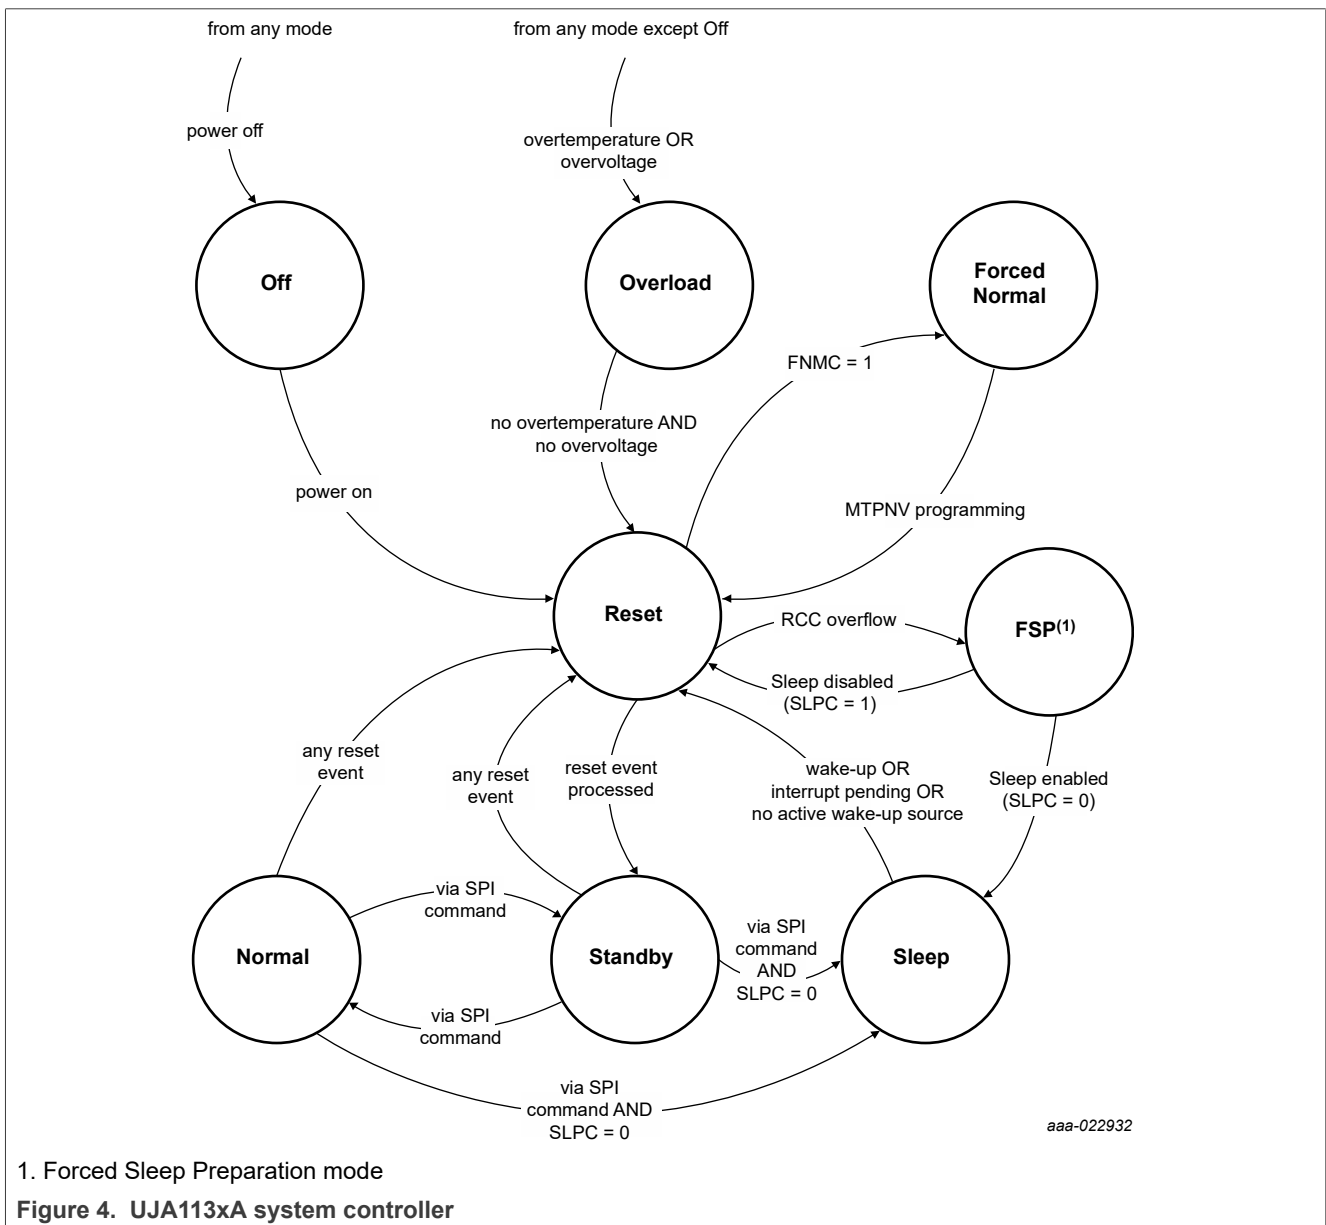 from any mode
from any mode except Off
power off
overtemperature OR
overvoltage
Off
Overload
Forced
Normal
FNMC = 1
no overtemperature AND
no overvoltage
power on
MTPNV programming
Reset
RCC overflow
FSP(1)
Sleep disabled
(SLPC = 1)
any reset
event
any reset
event
reset event
processed
wake-up OR
interrupt pending OR
no active wake-up source
Sleep enabled
(SLPC = 0)
via SPI
command
Normal
Standby
via SPI
command
AND
SLPC = 0
Sleep
via SPI
command
via SPI
command AND
SLPC = 0
aaa-022932
1. Forced Sleep Preparation mode
Figure 4. UJA113xA system controller